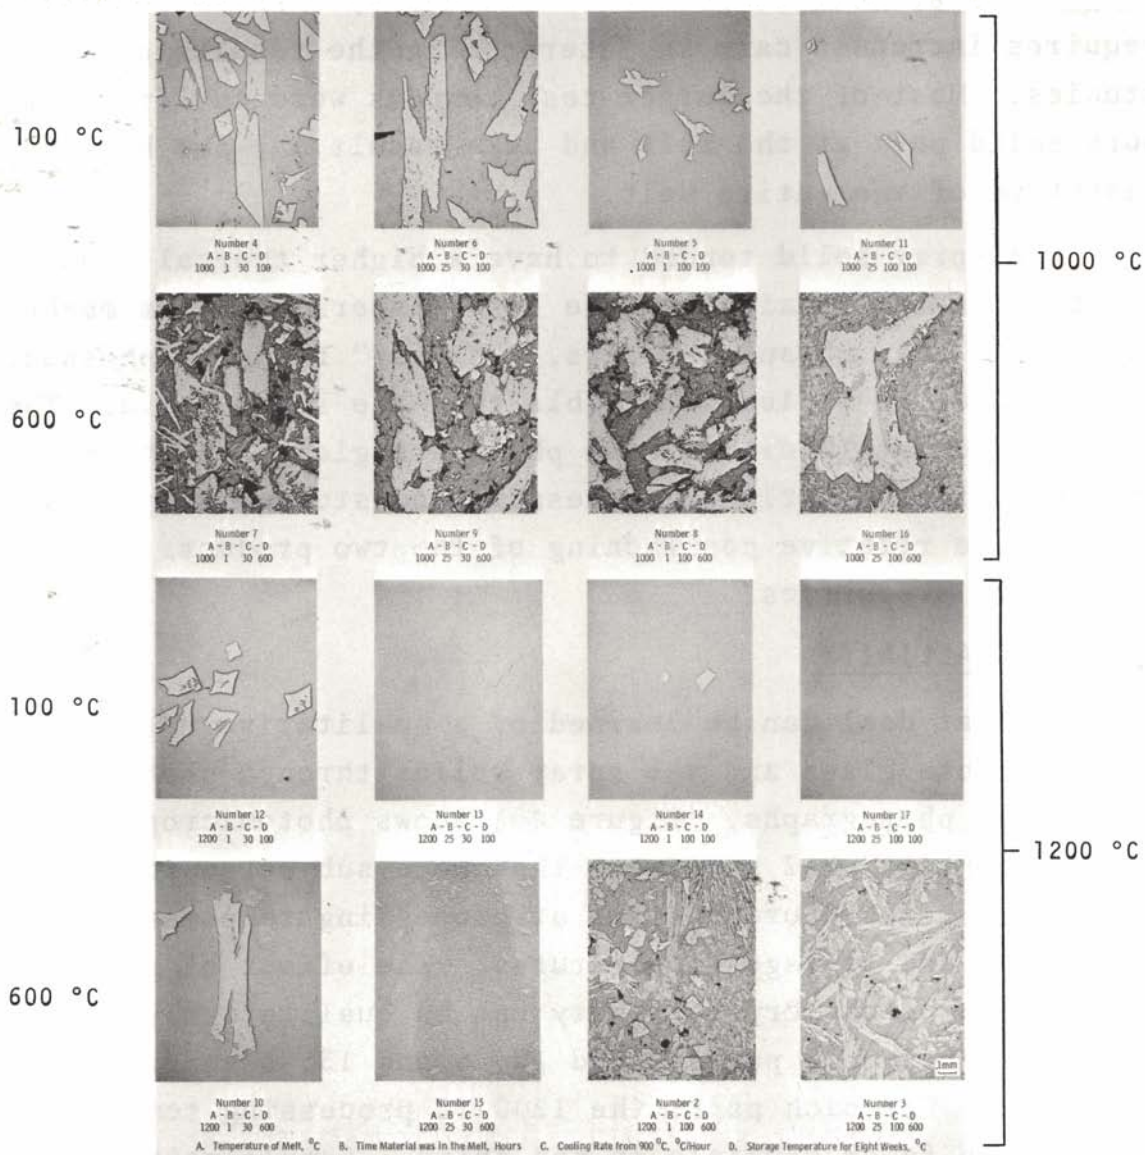 100 °C
Number 4
A - B - C - D
1000 1 30 100
Number 6
A - B - C - D
1000 25 30 100
Number 5
A - B - C - D
1000 1 100 100
Number 11
A - B - C - D
1000 25 100 100
1000 °C
600 °C
Number 7
A - B - C - D
1000 1 30 600
Number 9
A - B - C - D
1000 25 30 600
Number 8
A - B - C - D
1000 1 100 600
Number 16
A - B - C - D
1000 25 100 600
100 °C
Number 12
A - B - C - D
1200 1 30 100
Number 13
A - B - C - D
1200 25 30 100
Number 14
A - B - C - D
1200 1 100 100
Number 17
A - B - C - D
1200 25 100 100
1200 °C
600 °C
1mm
Number 10
A - B - C - D
1200 1 30 600
Number 15
A - B - C - D
1200 25 30 600
Number 2
A - B - C - D
1200 1 100 600
Number 3
A - B - C - D
1200 25 100 600
A. Temperature of Melt, °C B. Time Material was in the Melt, Hours C. Cooling Rate from 900 °C, °C/Hour D. Storage Temperature for Eight Weeks, °C